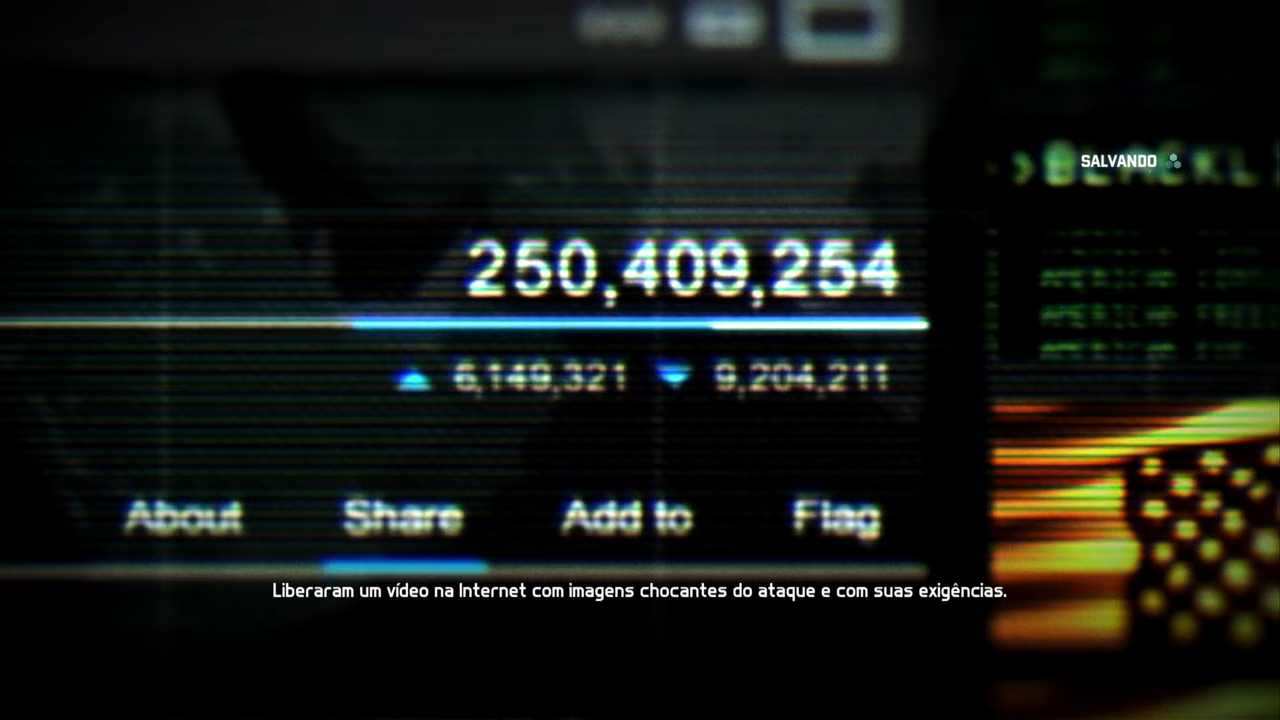 SALVANDO
250,409,254
6,149,321 9,204,211
About Share Add to Flag
Liberaram um vídeo na Internet com imagens chocantes do ataque e com suas exigências.